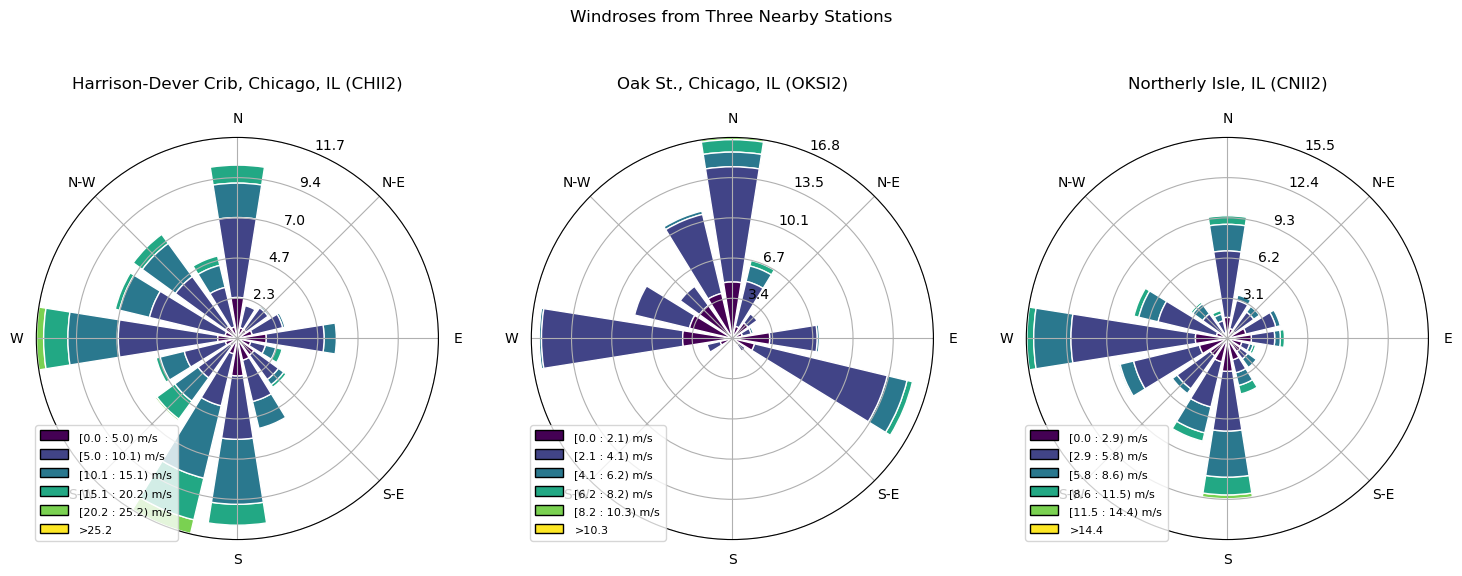 Windroses from Three Nearby Stations
Harrison-Dever Crib, Chicago, IL (CHII2)
N
N-W
N-E
W
E
S-E
S
11.7
9.4
7.0
4.7
2.3
[0.0 : 5.0) m/s
[5.0 : 10.1) m/s
[10.1 : 15.1) m/s
[15.1 : 20.2) m/s
[20.2 : 25.2) m/s
>25.2
Oak St., Chicago, IL (OKSI2)
N
N-W
N-E
W
E
S-E
S
16.8
13.5
10.1
6.7
3.4
[0.0 : 2.1) m/s
[2.1 : 4.1) m/s
[4.1 : 6.2) m/s
[6.2 : 8.2) m/s
[8.2 : 10.3) m/s
>10.3
Northerly Isle, IL (CNII2)
N
N-W
N-E
W
E
S-E
S
15.5
12.4
9.3
6.2
3.1
[0.0 : 2.9) m/s
[2.9 : 5.8) m/s
[5.8 : 8.6) m/s
[8.6 : 11.5) m/s
[11.5 : 14.4) m/s
>14.4